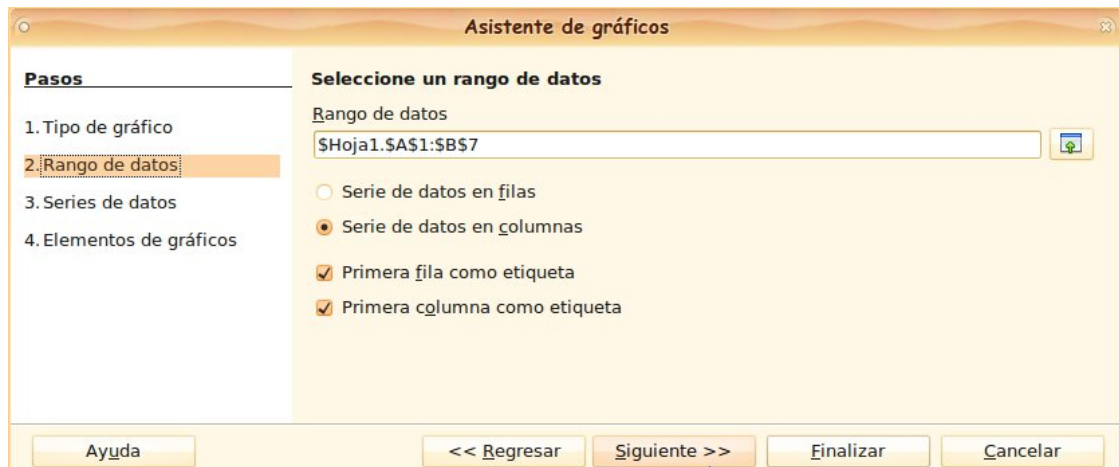 Asistente de gráficos
Pasos
1. Tipo de gráfico
2. Rango de datos
3. Series de datos
4. Elementos de gráficos
Seleccione un rango de datos
Rango de datos
$Hoja1.$A$1:$B$7
Serie de datos en filas
Serie de datos en columnas
Primera fila como etiqueta
Primera columna como etiqueta
Ayuda
<< Regresar
Siguiente >>
Finalizar
Cancelar